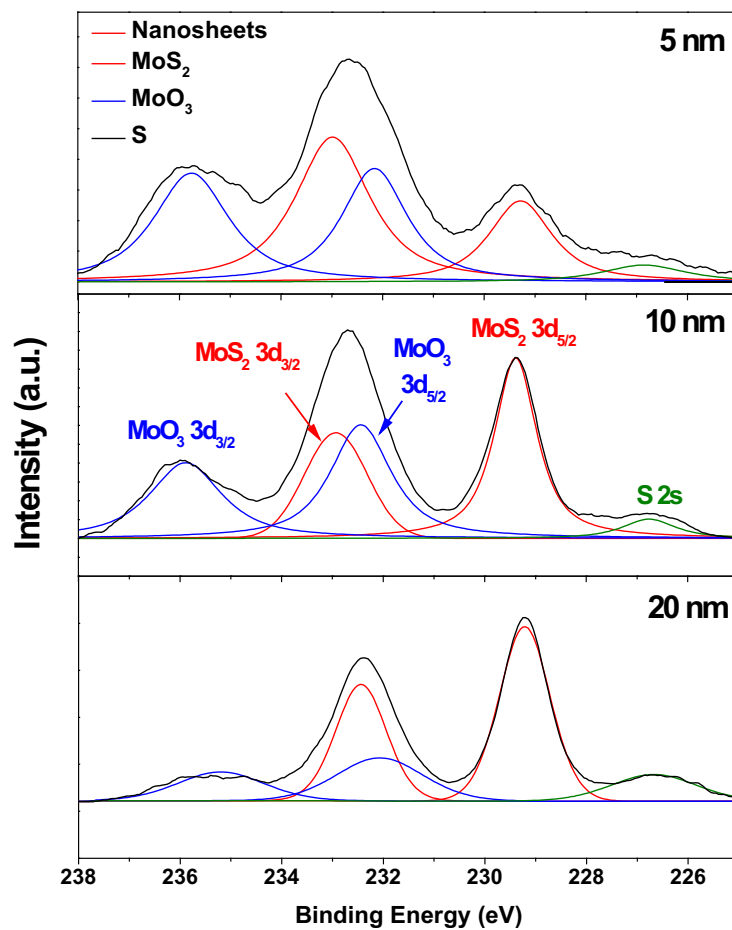 Nanosheets
MoS₂
MoO₃
S
5 nm
10 nm
MoS₂ 3d₅/₂
MoS₂ 3d₃/₂
MoO₃
3d₅/₂
MoO₃ 3d₃/₂
S 2s
20 nm
Intensity (a.u.)
238 236 234 232 229 228 226
Binding Energy (eV)